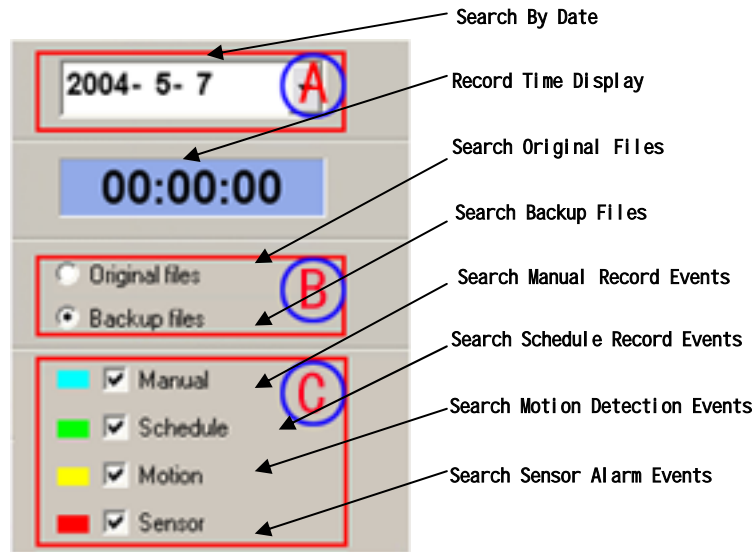 Search By Date
2004- 5- 7
A
Record Time Display
00:00:00
Search Original Files
Search Backup Files
Original files
B
Backup files
Search Manual Record Events
Search Schedule Record Events
Manual
C
Schedule
Search Motion Detection Events
Motion
Search Sensor Alarm Events
Sensor